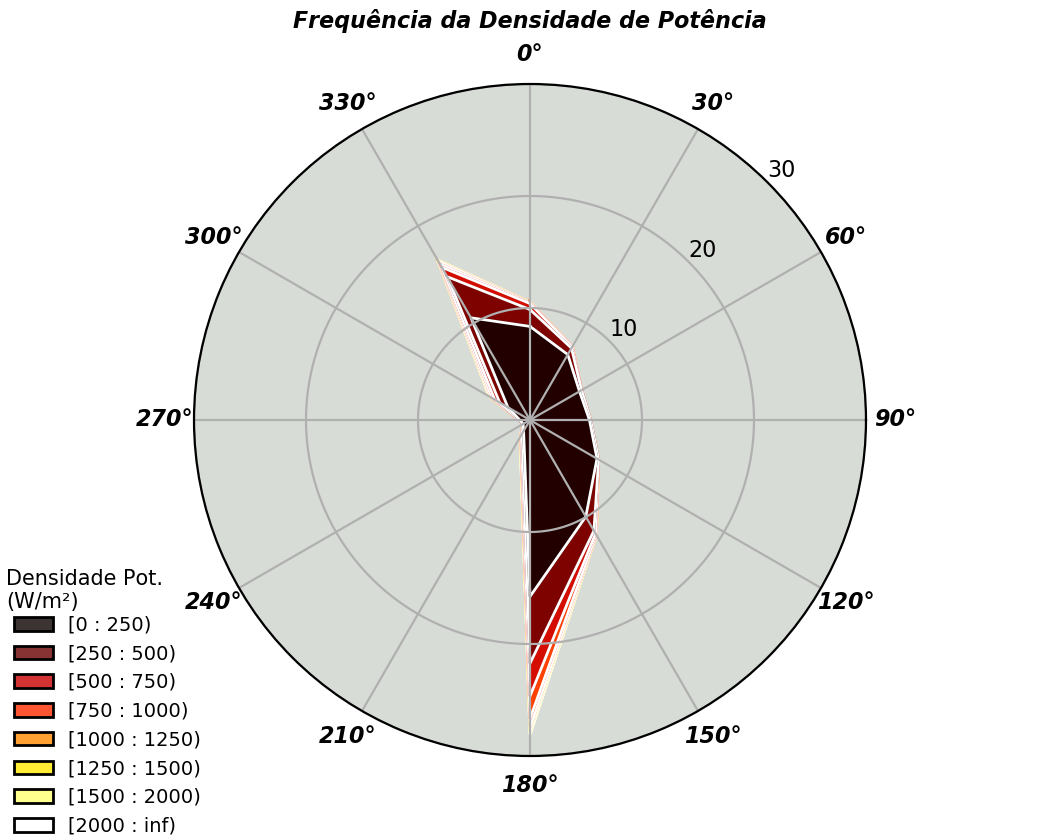 Frequência da Densidade de Potência
0°
330°
30°
30
300°
60°
20
10
270°
90°
Densidade Pot.
(W/m²)
240°
120°
[0 : 250)
[250 : 500)
[500 : 750)
[750 : 1000)
210°
150°
[1000 : 1250)
[1250 : 1500)
180°
[1500 : 2000)
[2000 : inf)